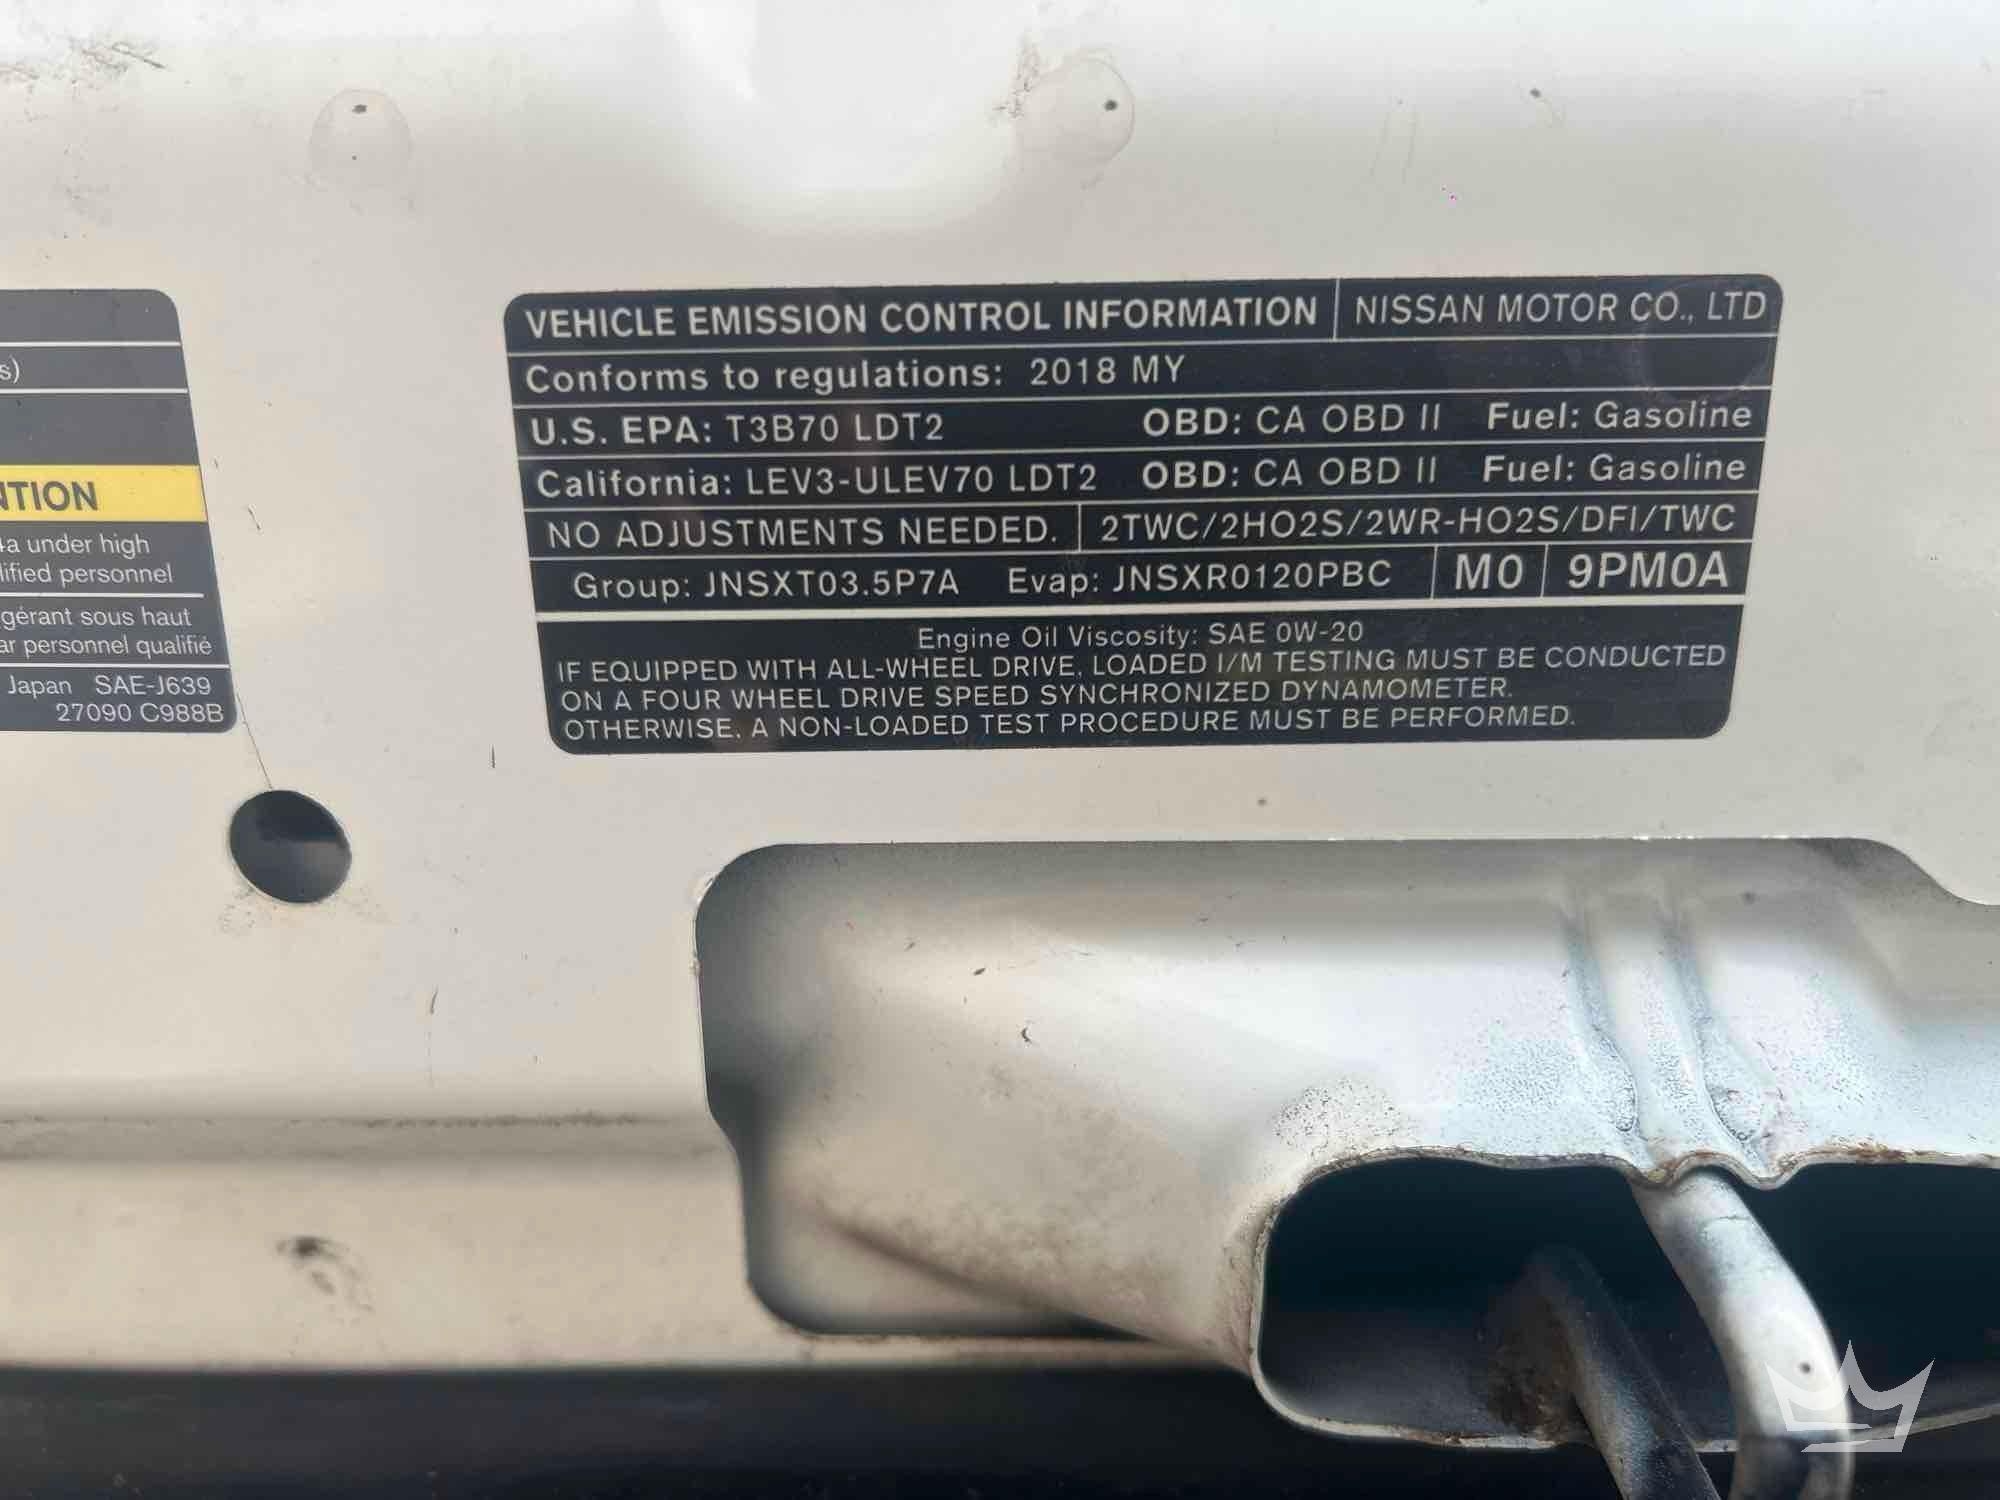 s)
NTION
4a under high
lified personnel
gérant sous haut
ar personnel qualifié
Japan SAE-J639
27090 C988B
VEHICLE EMISSION CONTROL INFORMATION NISSAN MOTOR CO., LTD
Conforms to regulations: 2018 MY
U.S. EPA: T3B70 LDT2 OBD: CA OBD II Fuel: Gasoline
California: LEV3-ULEV70 LDT2 OBD: CA OBD II Fuel: Gasoline
NO ADJUSTMENTS NEEDED. 2TWC/2HO2S/2WR-HO2S/DFI/TWC
Group: JNSXT03.5P7A Evap: JNSXR0120PBC M0 9PM0A
Engine Oil Viscosity: SAE 0W-20
IF EQUIPPED WITH ALL-WHEEL DRIVE, LOADED I/M TESTING MUST BE CONDUCTED
ON A FOUR WHEEL DRIVE SPEED SYNCHRONIZED DYNAMOMETER.
OTHERWISE, A NON-LOADED TEST PROCEDURE MUST BE PERFORMED.